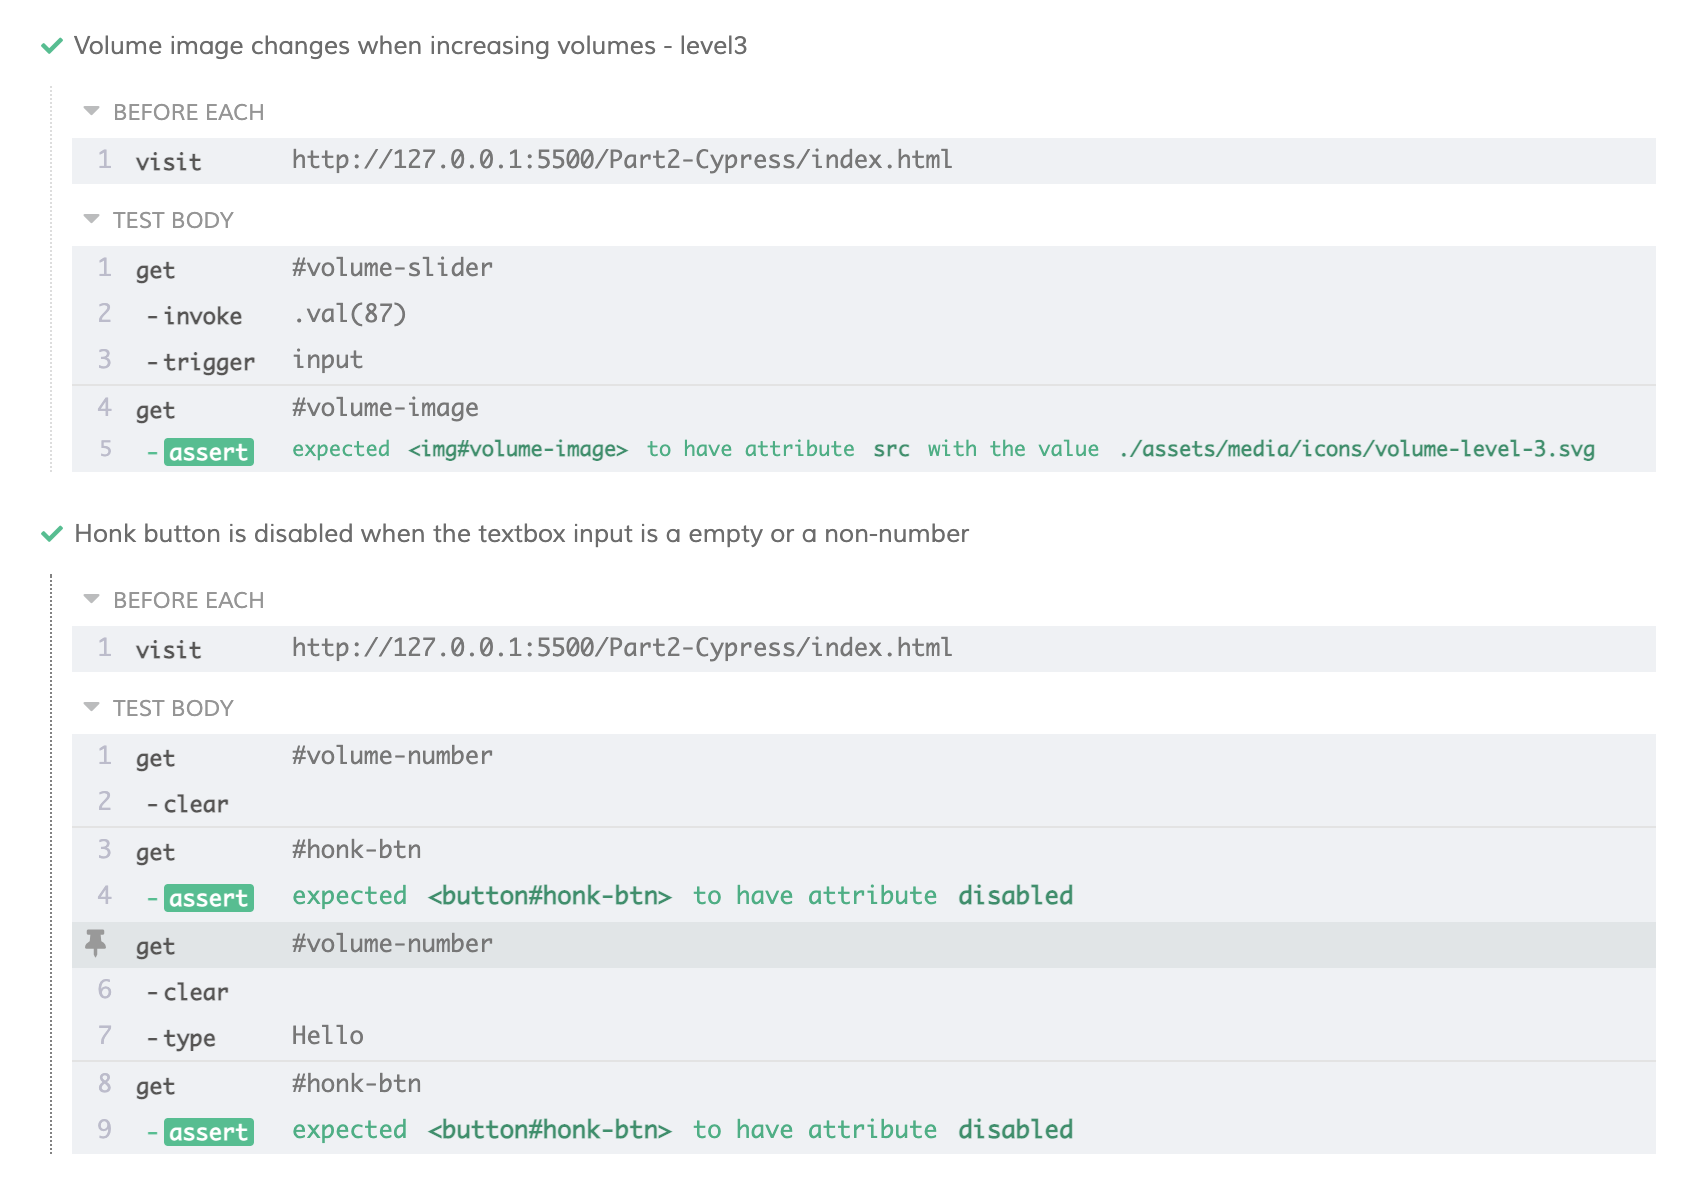 Volume image changes when increasing volumes - level3
BEFORE EACH
1 visit http://127.0.0.1:5500/Part2-Cypress/index.html
TEST BODY
1 get #volume-slider
2 -invoke .val(87)
3 -trigger input
4 get #volume-image
5 -assert expected <img#volume-image> to have attribute src with the value ./assets/media/icons/volume-level-3.svg
Honk button is disabled when the textbox input is a empty or a non-number
BEFORE EACH
1 visit http://127.0.0.1:5500/Part2-Cypress/index.html
TEST BODY
1 get #volume-number
2 -clear
3 get #honk-btn
4 -assert expected <button#honk-btn> to have attribute disabled
get #volume-number
6 -clear
7 -type Hello
8 get #honk-btn
9 -assert expected <button#honk-btn> to have attribute disabled